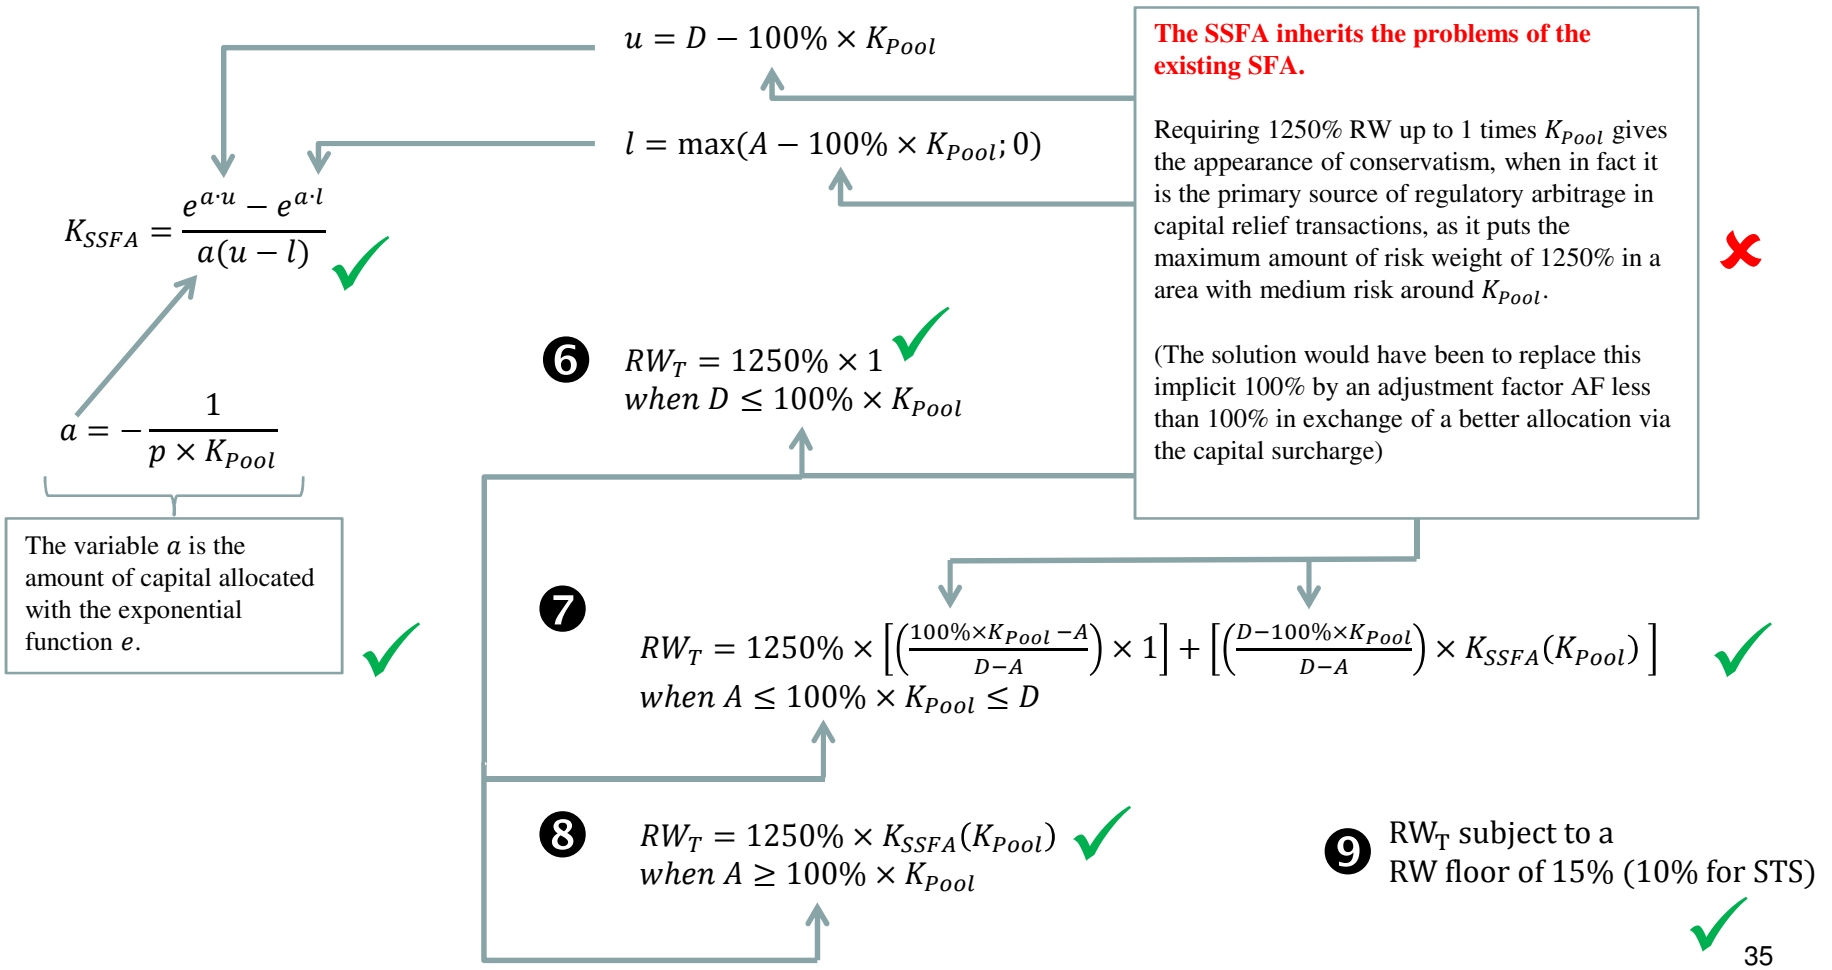 u = D − 100% × K_Pool
l = max(A − 100% × K_Pool; 0)
K_SSFA = (e^{a·u} − e^{a·l}) / (a(u − l))
a = − 1 / (p × K_Pool)
The variable a is the
amount of capital allocated
with the exponential
function e.
The SSFA inherits the problems of the
existing SFA.
Requiring 1250% RW up to 1 times K_Pool gives
the appearance of conservatism, when in fact it
is the primary source of regulatory arbitrage in
capital relief transactions, as it puts the
maximum amount of risk weight of 1250% in a
area with medium risk around K_Pool.
(The solution would have been to replace this
implicit 100% by an adjustment factor AF less
than 100% in exchange of a better allocation via
the capital surcharge)
6 RW_T = 1250% × 1
when D ≤ 100% × K_Pool
7 RW_T = 1250% × [((100%×K_Pool −A) / (D−A)) × 1] + [((D−100%×K_Pool) / (D−A)) × K_SSFA(K_Pool) ]
when A ≤ 100% × K_Pool ≤ D
8 RW_T = 1250% × K_SSFA(K_Pool)
when A ≥ 100% × K_Pool
9 RW_T subject to a
RW floor of 15% (10% for STS)
35